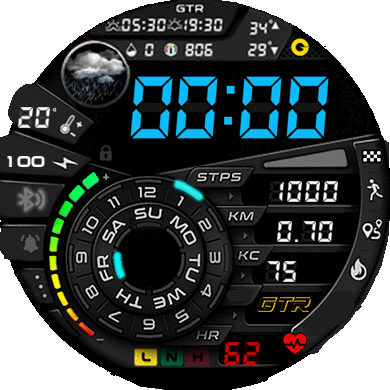 GTR
05:30 19:30
34°
0 806
29°
00:00
20°
100
STPS
1000
KM
0.70
KC
75
GTR
HR
L N H 62
12 1 2 3 4 5 6 7 8 9 10 11
SU MO TU WE TH FR SA